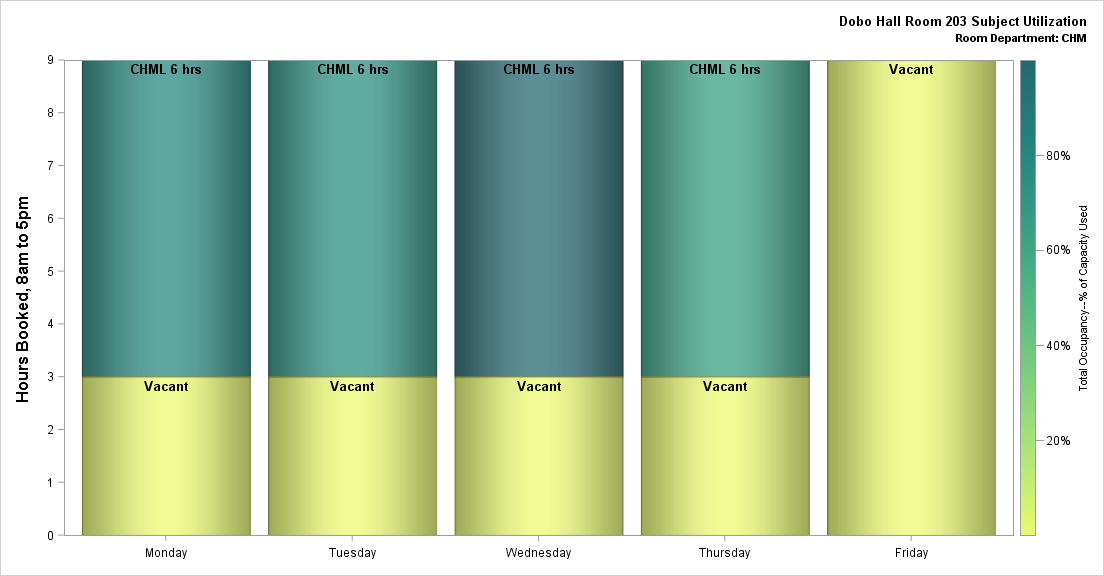 Dobo Hall Room 203 Subject Utilization
Room Department: CHM
Hours Booked, 8am to 5pm
9
8
7
6
5
4
3
2
1
0
CHML 6 hrs
CHML 6 hrs
CHML 6 hrs
CHML 6 hrs
Vacant
Vacant
Vacant
Vacant
Vacant
Monday
Tuesday
Wednesday
Thursday
Friday
80%
60%
40%
20%
Total Occupancy--% of Capacity Used